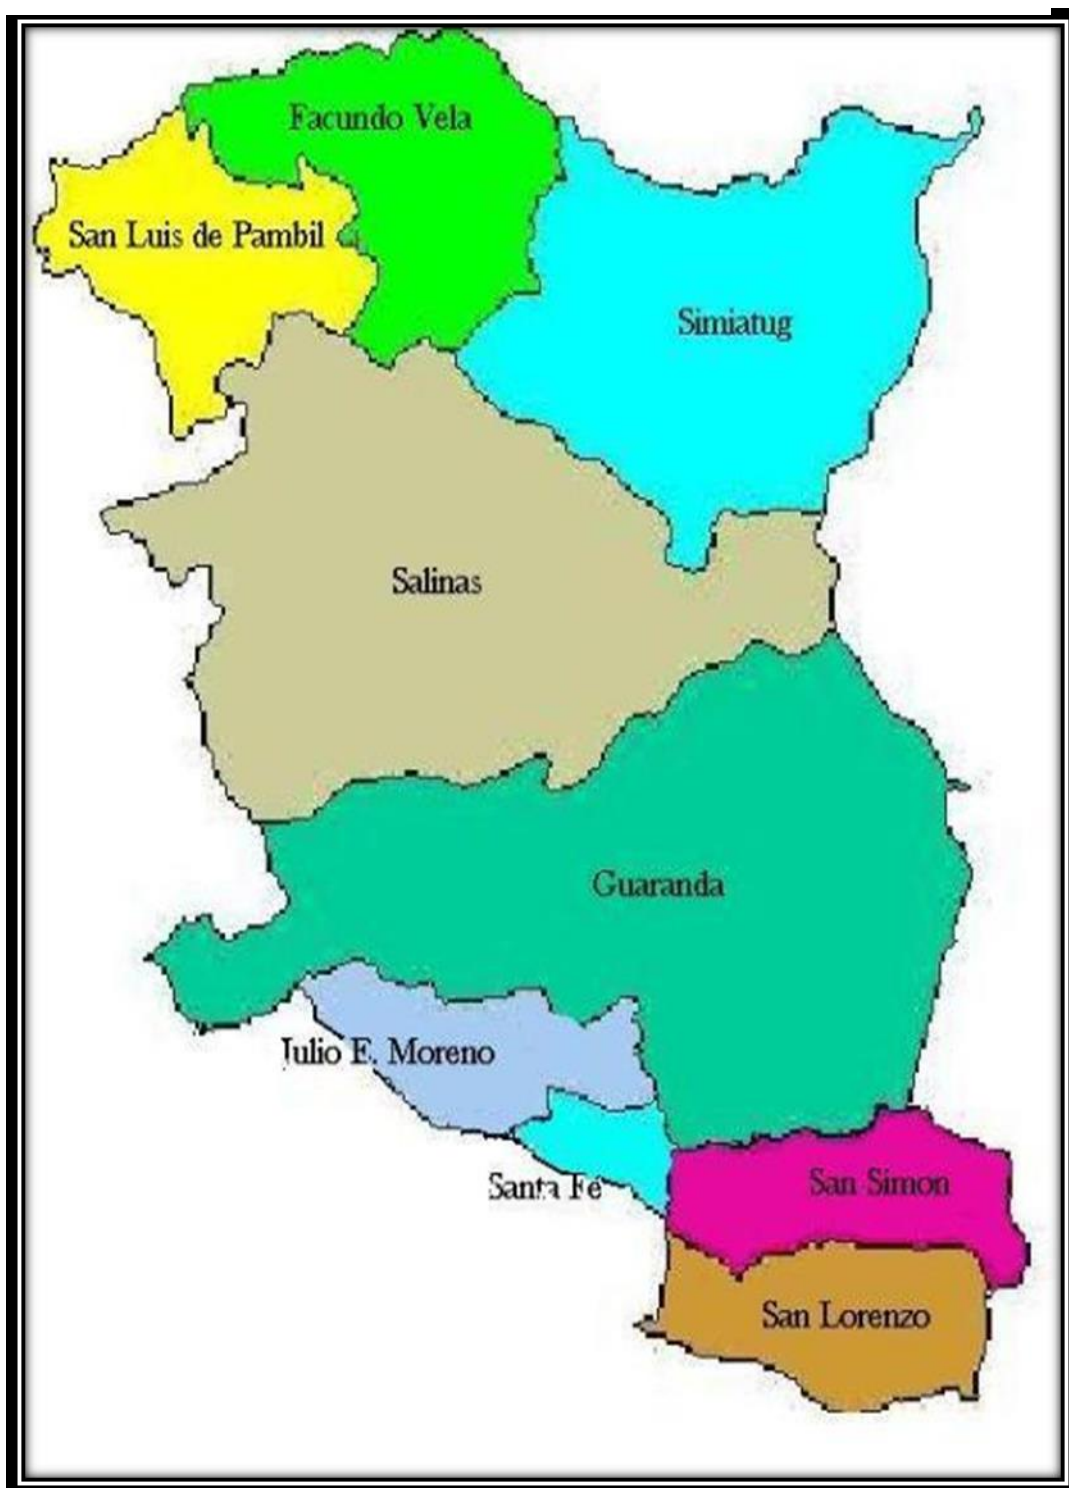 Facundo Vela
San Luis de Pambil
Simiatug
Salinas
Guaranda
Julio E. Moreno
San Simon
Santa Fe
San Lorenzo